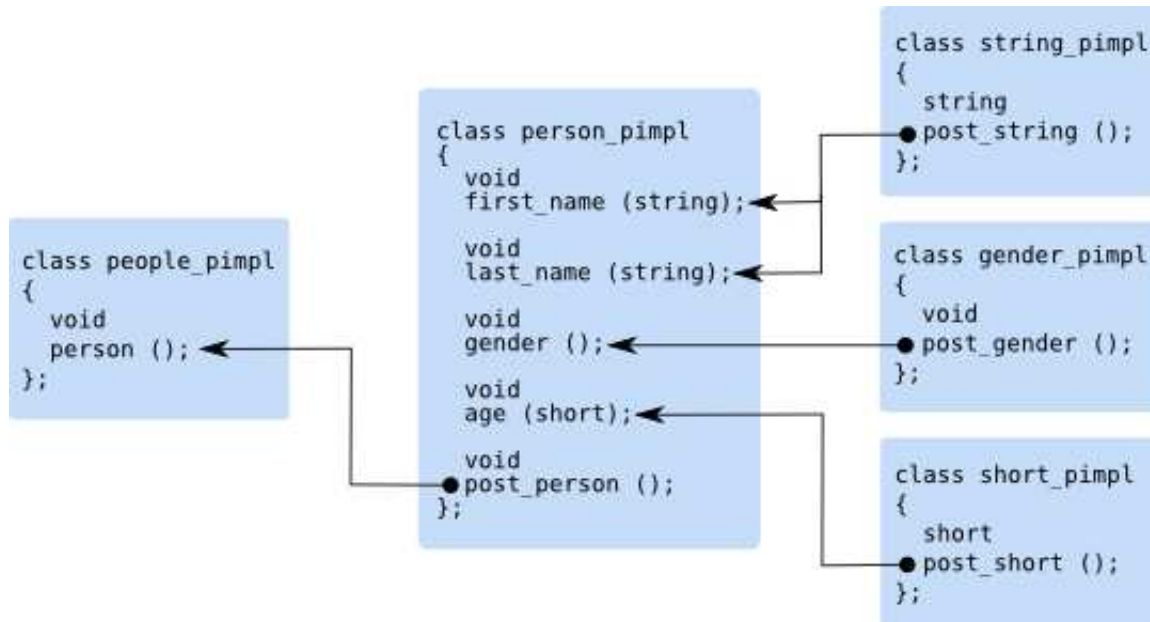 class people_pimpl
{
void
person ();
};
class person_pimpl
{
void
first_name (string);
void
last_name (string);
void
gender ();
void
age (short);
void
post_person ();
};
class string_pimpl
{
string
post_string ();
};
class gender_pimpl
{
void
post_gender ();
};
class short_pimpl
{
short
post_short ();
};